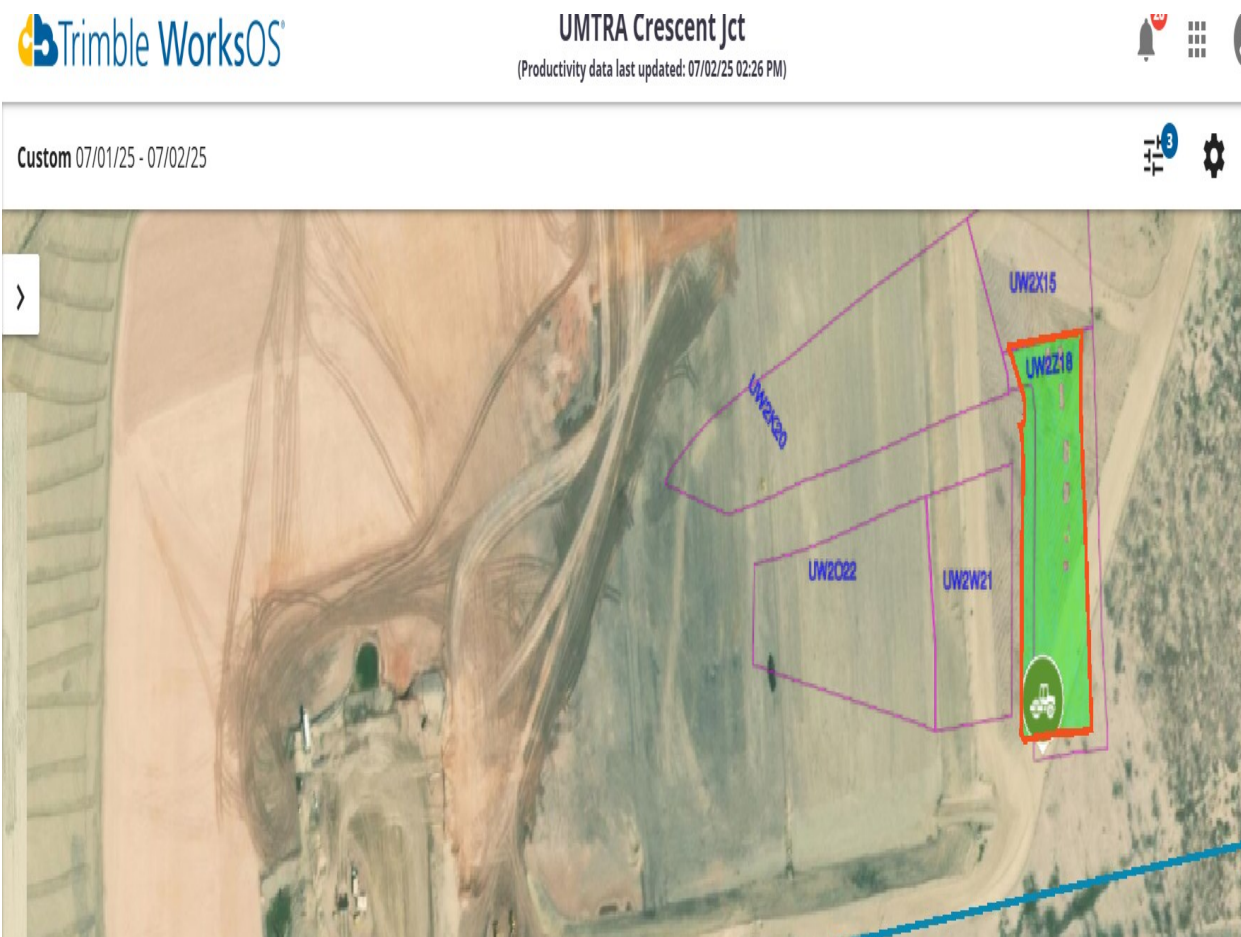 Trimble WorksOS
UMTRA Crescent Jct
(Productivity data last updated: 07/02/25 02:26 PM)
Custom 07/01/25 - 07/02/25
3
UW2X15
UW2Z18
UW2K20
UW2O22
UW2W21